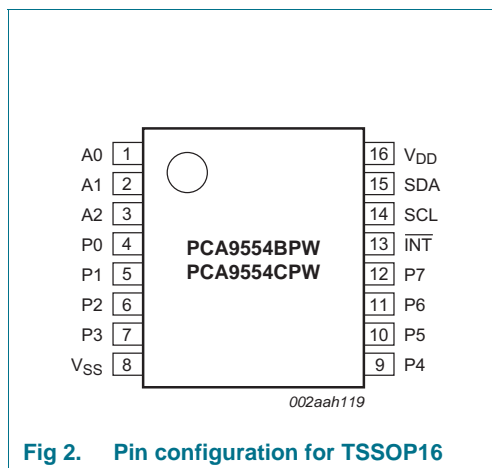 A0 1
A1 2
A2 3
P0 4
P1 5
P2 6
P3 7
VSS 8
PCA9554BPW
PCA9554CPW
16 VDD
15 SDA
14 SCL
13 INT
12 P7
11 P6
10 P5
9 P4
002aah119
Fig 2. Pin configuration for TSSOP16